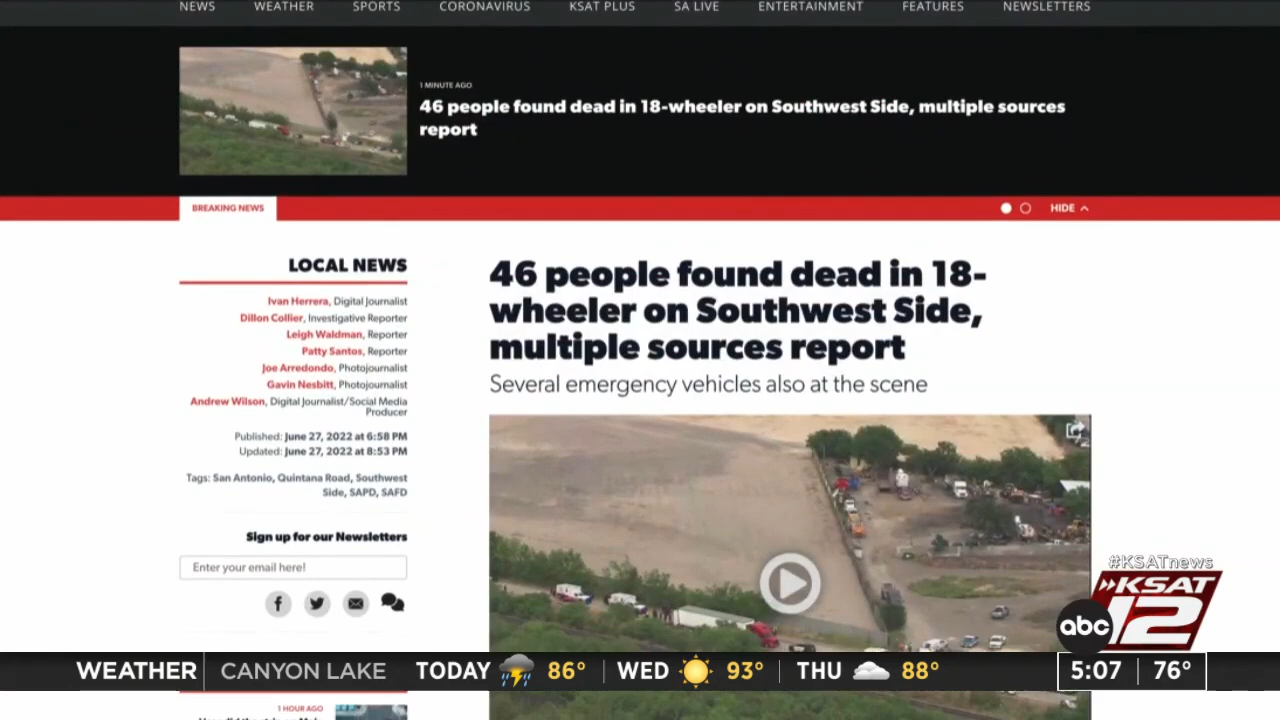 NEWS WEATHER SPORTS CORONAVIRUS KSAT PLUS SA LIVE ENTERTAINMENT FEATURES NEWSLETTERS
1 MINUTE AGO
46 people found dead in 18-wheeler on Southwest Side, multiple sources
report
BREAKING NEWS
HIDE
LOCAL NEWS
Ivan Herrera, Digital Journalist
Dillon Collier, Investigative Reporter
Leigh Waldman, Reporter
Patty Santos, Reporter
Joe Arredondo, Photojournalist
Gavin Nesbitt, Photojournalist
Andrew Wilson, Digital Journalist/Social Media
Producer
Published: June 27, 2022 at 6:58 PM
Updated: June 27, 2022 at 8:53 PM
Tags: San Antonio, Quintana Road, Southwest
Side, SAPD, SAFD
Sign up for our Newsletters
Enter your email here!
46 people found dead in 18-
wheeler on Southwest Side,
multiple sources report
Several emergency vehicles also at the scene
#KSATnews
KSAT
abc 12
WEATHER CANYON LAKE TODAY 86° WED 93° THU 88° 5:07 76°
1 HOUR AGO